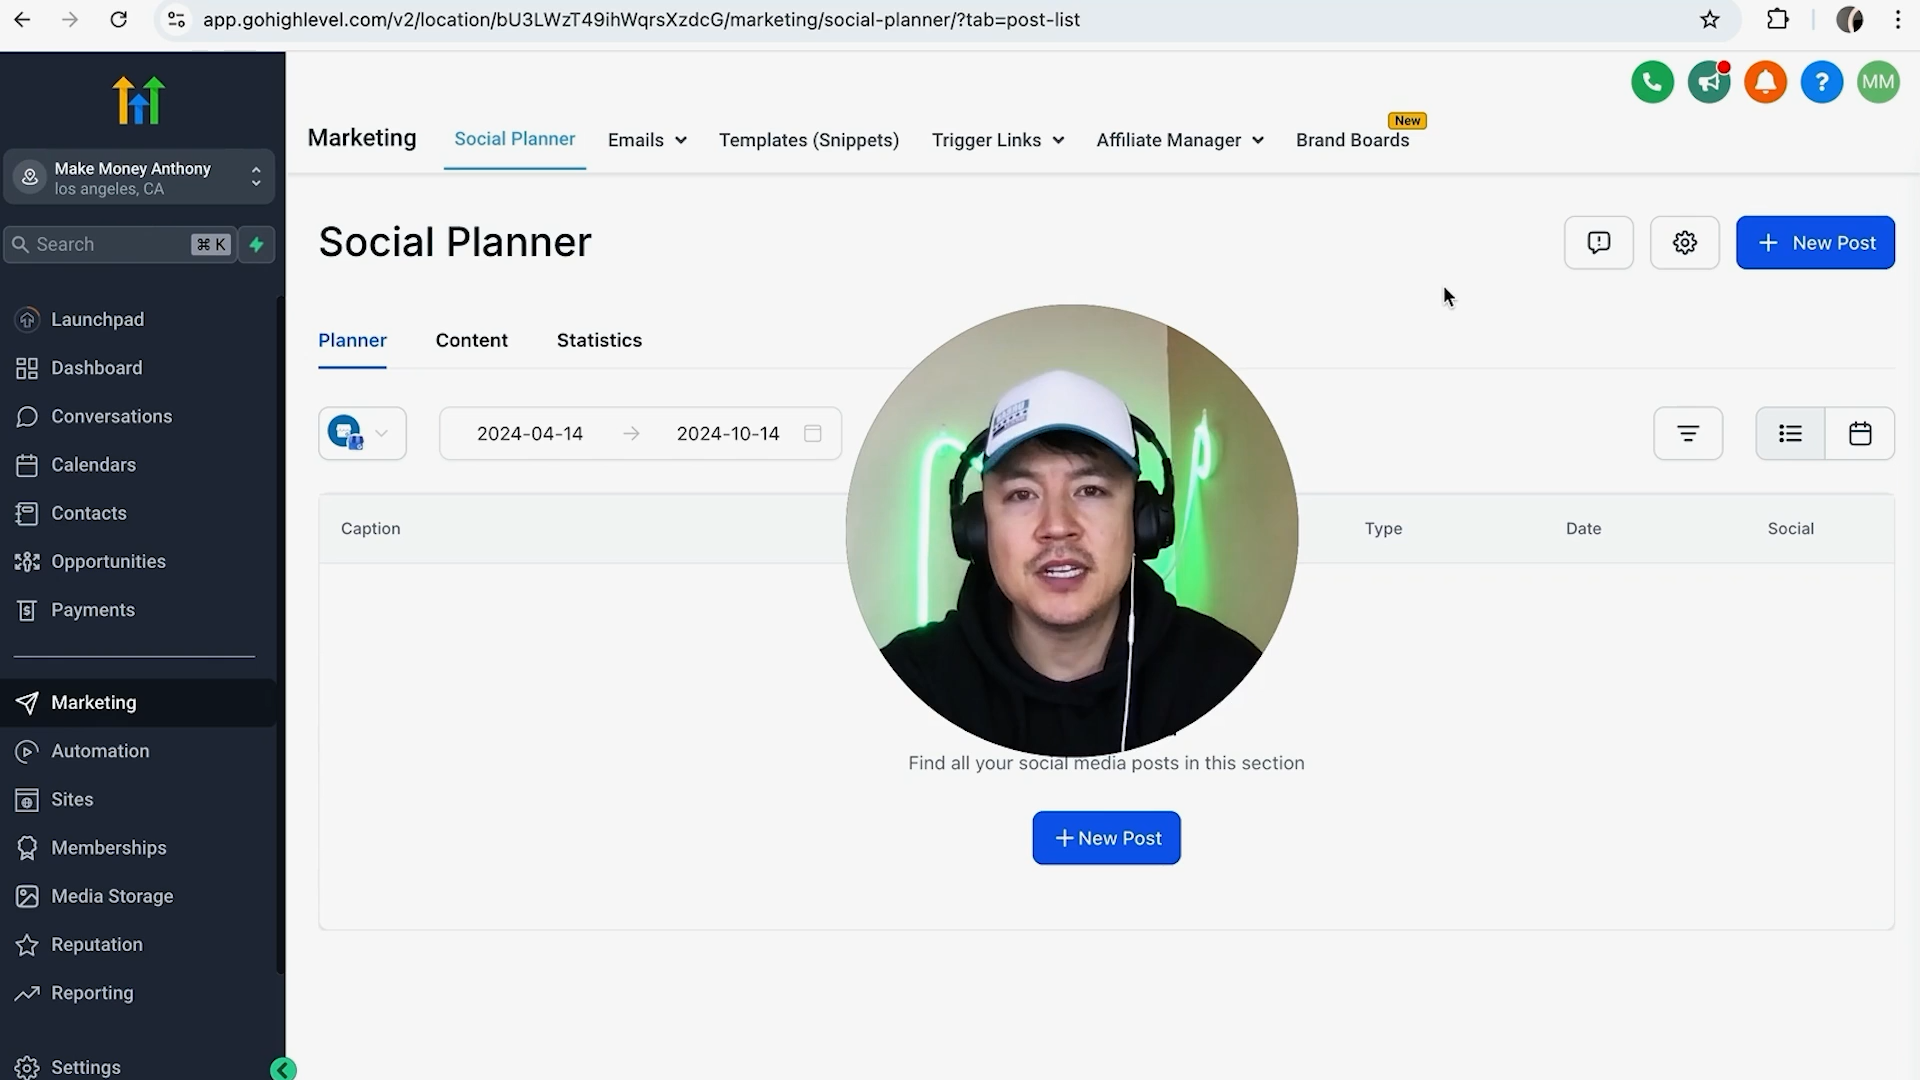 app.gohighlevel.com/v2/location/bU3LWzT49ihWqrsXzdcG/marketing/social-planner/?tab=post-list
MM
Marketing
Social Planner
Emails
Templates (Snippets)
Trigger Links
Affiliate Manager
Brand Boards
New
Make Money Anthony
los angeles, CA
Search
⌘ K
Launchpad
Dashboard
Conversations
Calendars
Contacts
Opportunities
Payments
Marketing
Automation
Sites
Memberships
Media Storage
Reputation
Reporting
Settings
Social Planner
+ New Post
Planner
Content
Statistics
2024-04-14 → 2024-10-14
Caption
Type
Date
Social
Find all your social media posts in this section
+ New Post